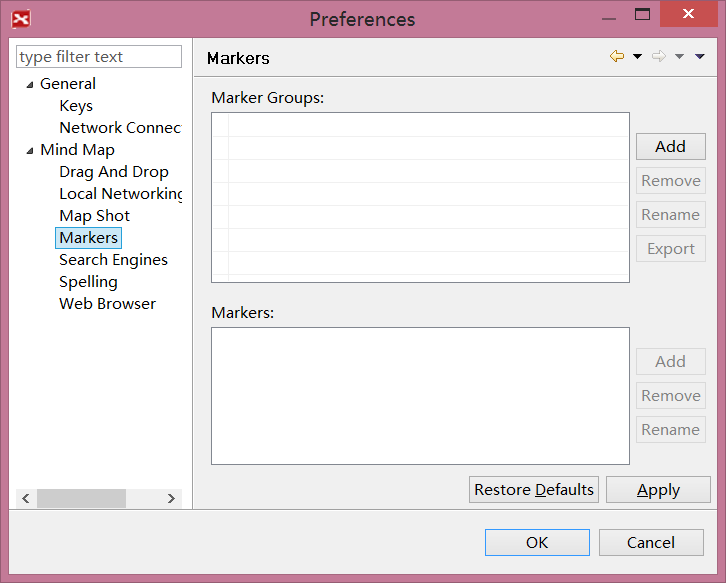 Preferences
type filter text
General
Keys
Network Connec
Mind Map
Drag And Drop
Local Networking
Map Shot
Markers
Search Engines
Spelling
Web Browser
Markers
Marker Groups:
Add
Remove
Rename
Export
Markers:
Add
Remove
Rename
Restore Defaults
Apply
OK
Cancel